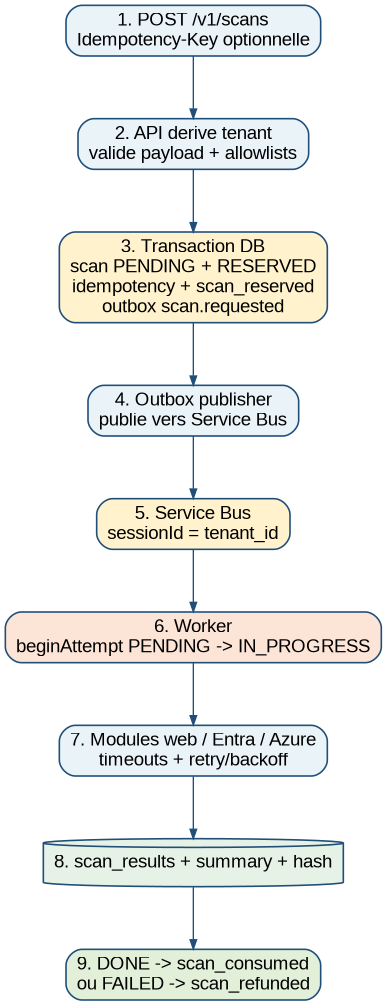 1. POST /v1/scans
Idempotency-Key optionnelle
2. API derive tenant
valide payload + allowlists
3. Transaction DB
scan PENDING + RESERVED
idempotency + scan_reserved
outbox scan.requested
4. Outbox publisher
publie vers Service Bus
5. Service Bus
sessionId = tenant_id
6. Worker
beginAttempt PENDING -> IN_PROGRESS
7. Modules web / Entra / Azure
timeouts + retry/backoff
8. scan_results + summary + hash
9. DONE -> scan_consumed
ou FAILED -> scan_refunded